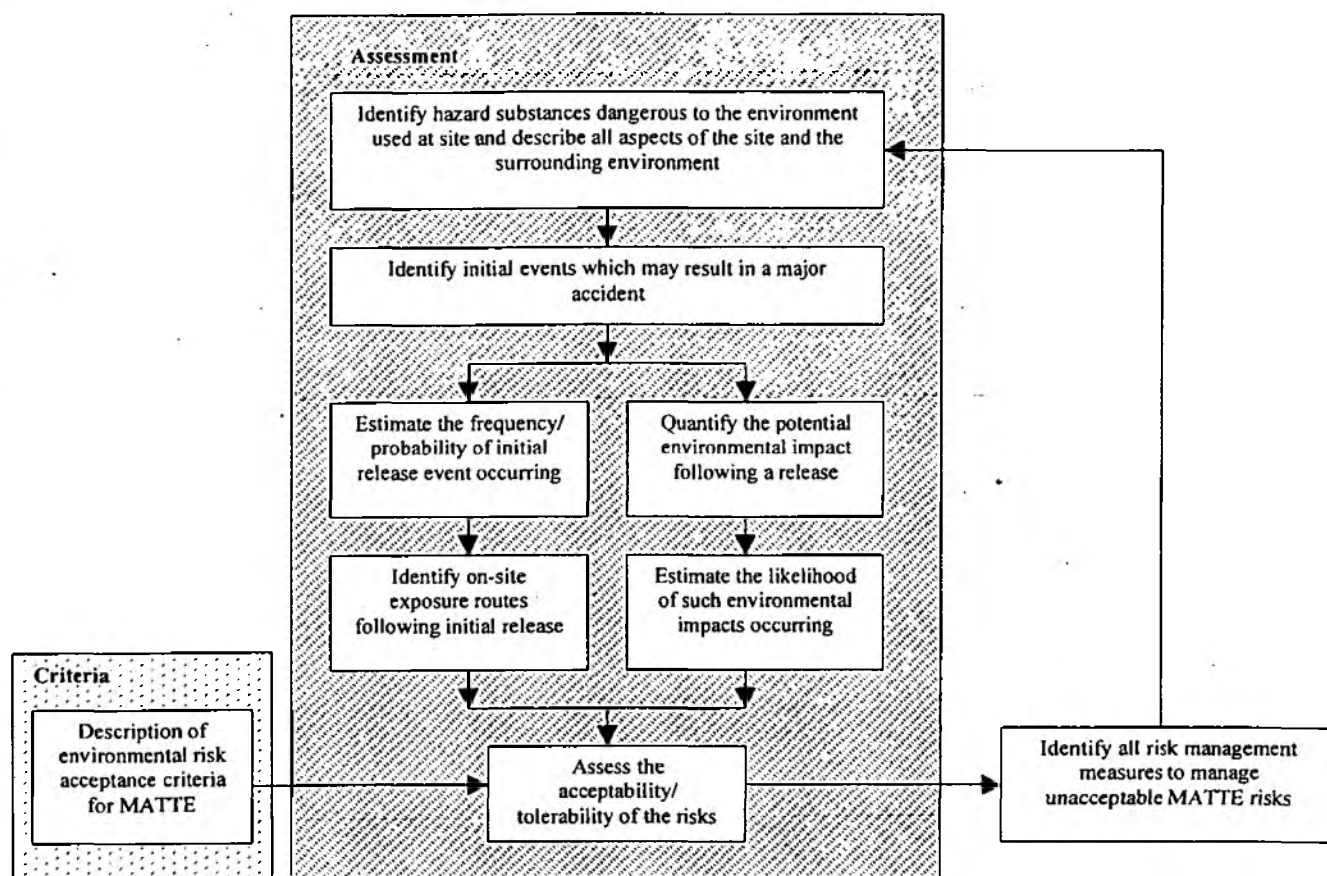 Assessment
Identify hazard substances dangerous to the environment
used at site and describe all aspects of the site and the
surrounding environment
Identify initial events which may result in a major
accident
Estimate the frequency/
probability of initial
release event occurring
Quantify the potential
environmental impact
following a release
Identify on-site
exposure routes
following initial release
Estimate the likelihood
of such environmental
impacts occurring
Criteria
Description of
environmental risk
acceptance criteria
for MATTE
Assess the
acceptability/
tolerability of the risks
Identify all risk management
measures to manage
unacceptable MATTE risks